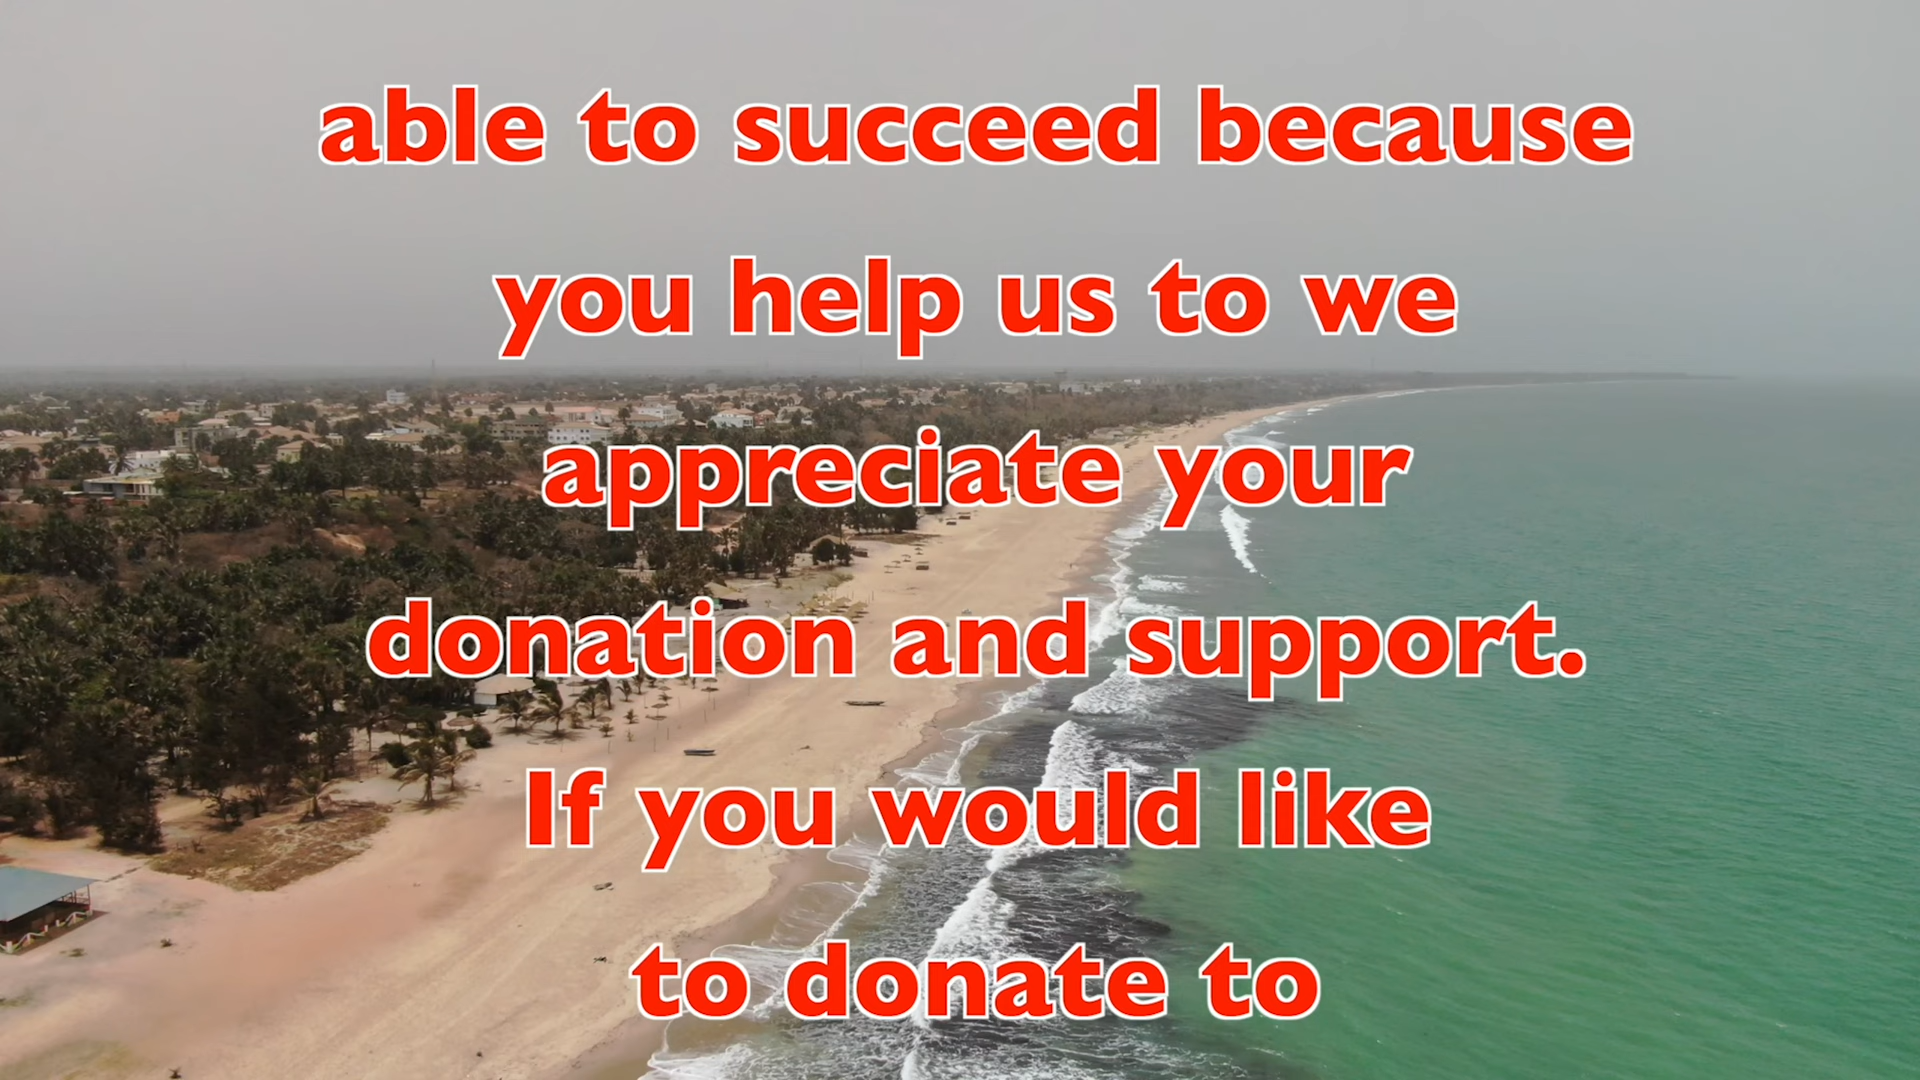 able to succeed because
you help us to we
appreciate your
donation and support.
If you would like
to donate to